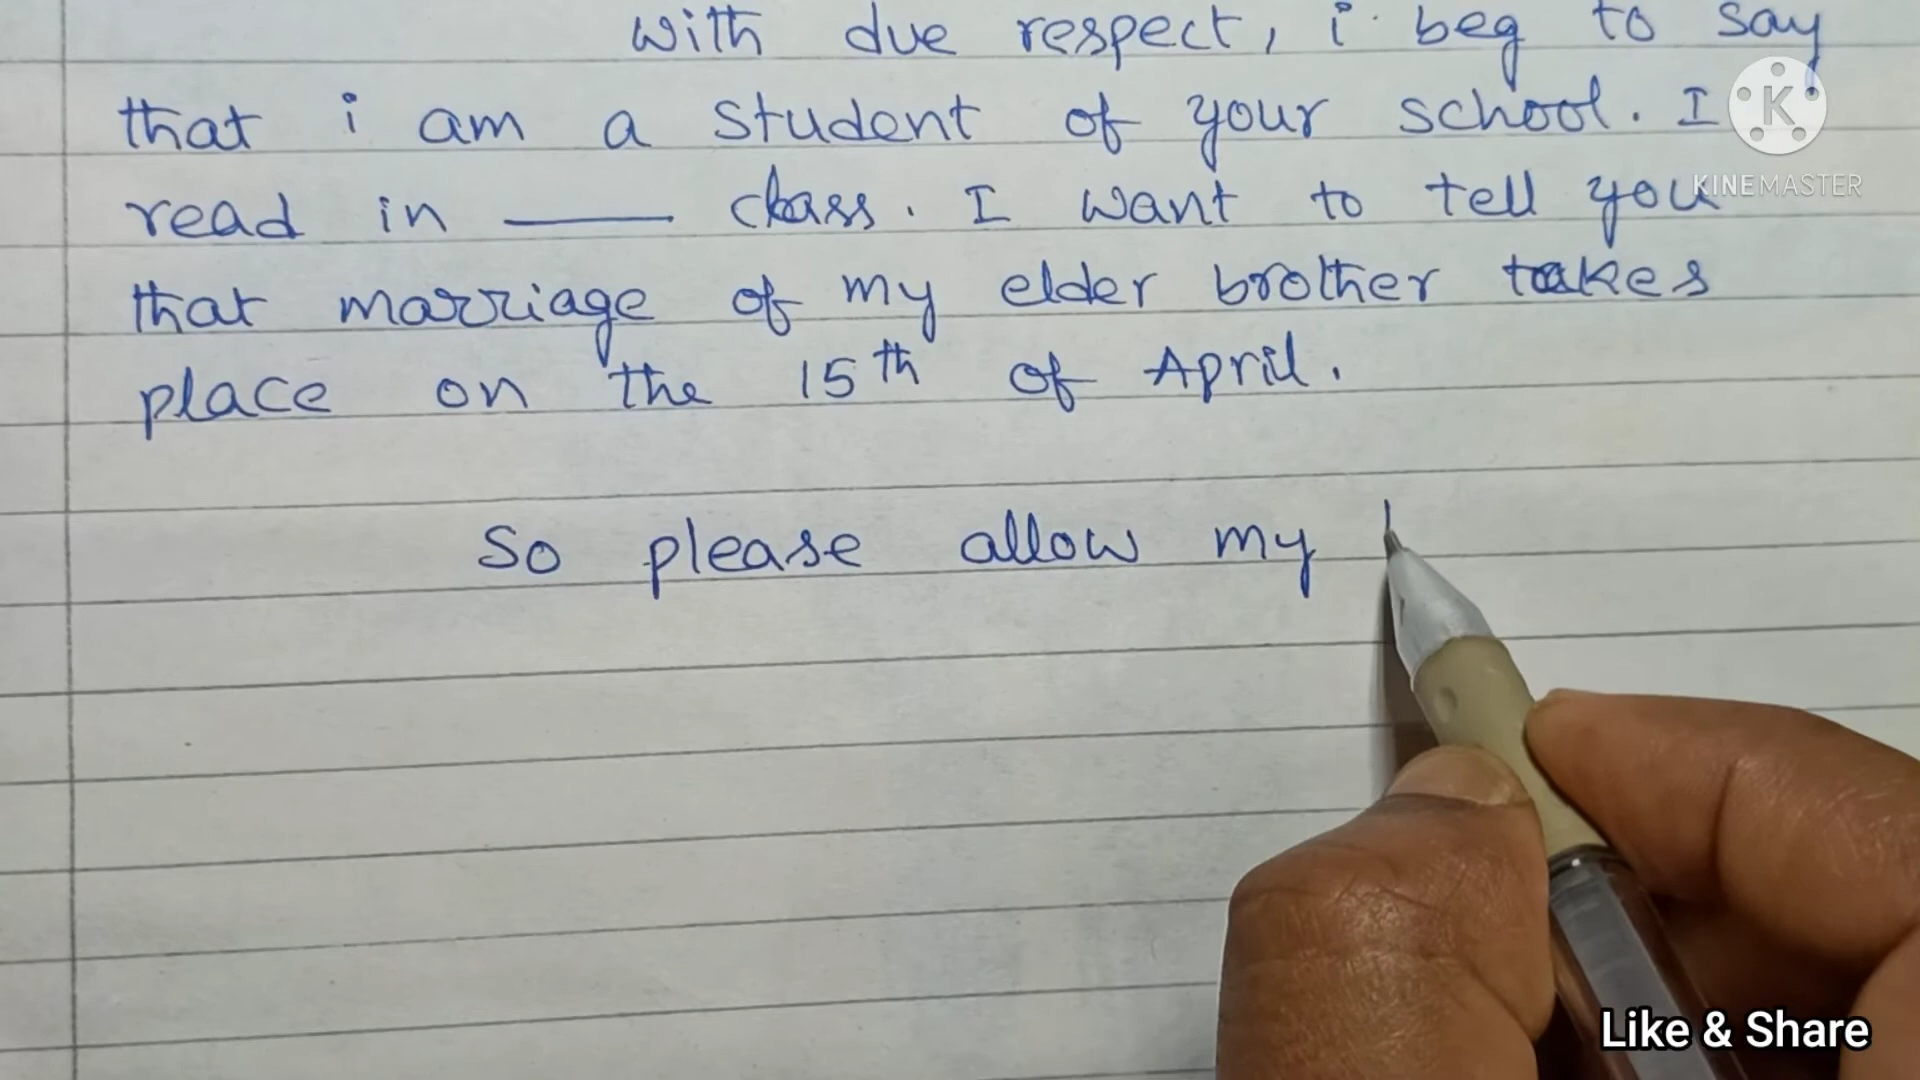 with due respect, i beg to say
that i am a student of your school. I
read in ——— class. I want to tell you
that marriage of my elder brother takes
place on the 15th of April.
So please allow my
K
KINEMASTER
Like & Share